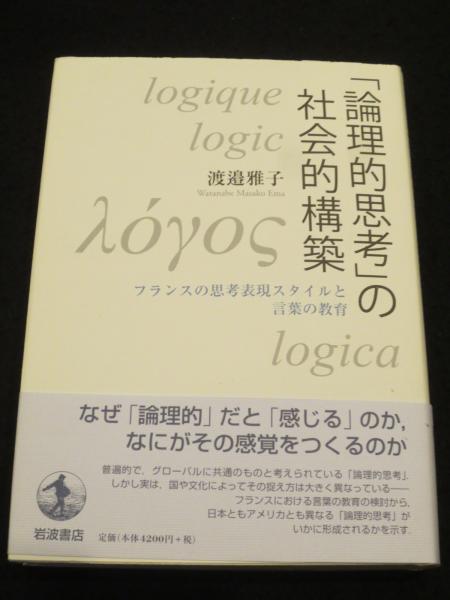 「論理的思考」の
社会的構築
logique
logic
渡邉雅子
Watanabe Masako Ema
λόγος
フランスの思考表現スタイルと
言葉の教育
logica
なぜ「論理的」だと「感じる」のか,
なにがその感覚をつくるのか
普遍的で，グローバルに共通のものと考えられている「論理的思考」.
しかし実は，国や文化によってその捉え方は大きく異なっている——
フランスにおける言葉の教育の検討から,
日本ともアメリカとも異なる「論理的思考」が
いかに形成されるかを示す.
岩波書店
定価(本体4200円+税)